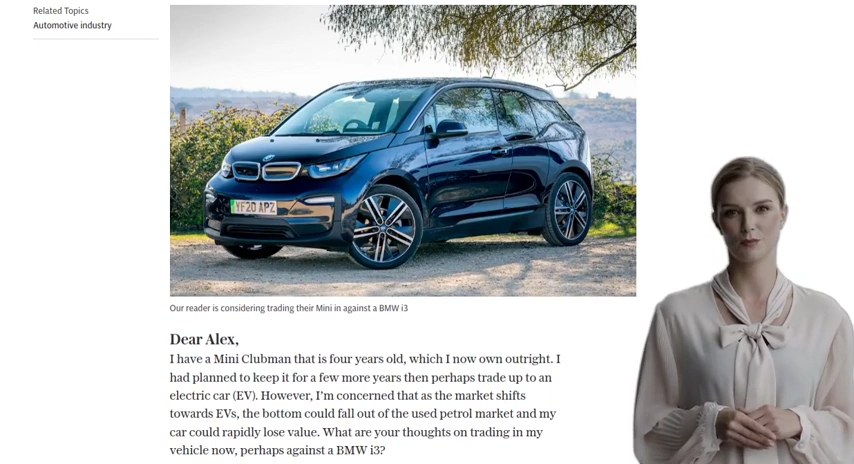 Related Topics
Automotive industry
YF20 APZ
Our reader is considering trading their Mini in against a BMW i3
Dear Alex,
I have a Mini Clubman that is four years old, which I now own outright. I
had planned to keep it for a few more years then perhaps trade up to an
electric car (EV). However, I'm concerned that as the market shifts
towards EVs, the bottom could fall out of the used petrol market and my
car could rapidly lose value. What are your thoughts on trading in my
vehicle now, perhaps against a BMW i3?